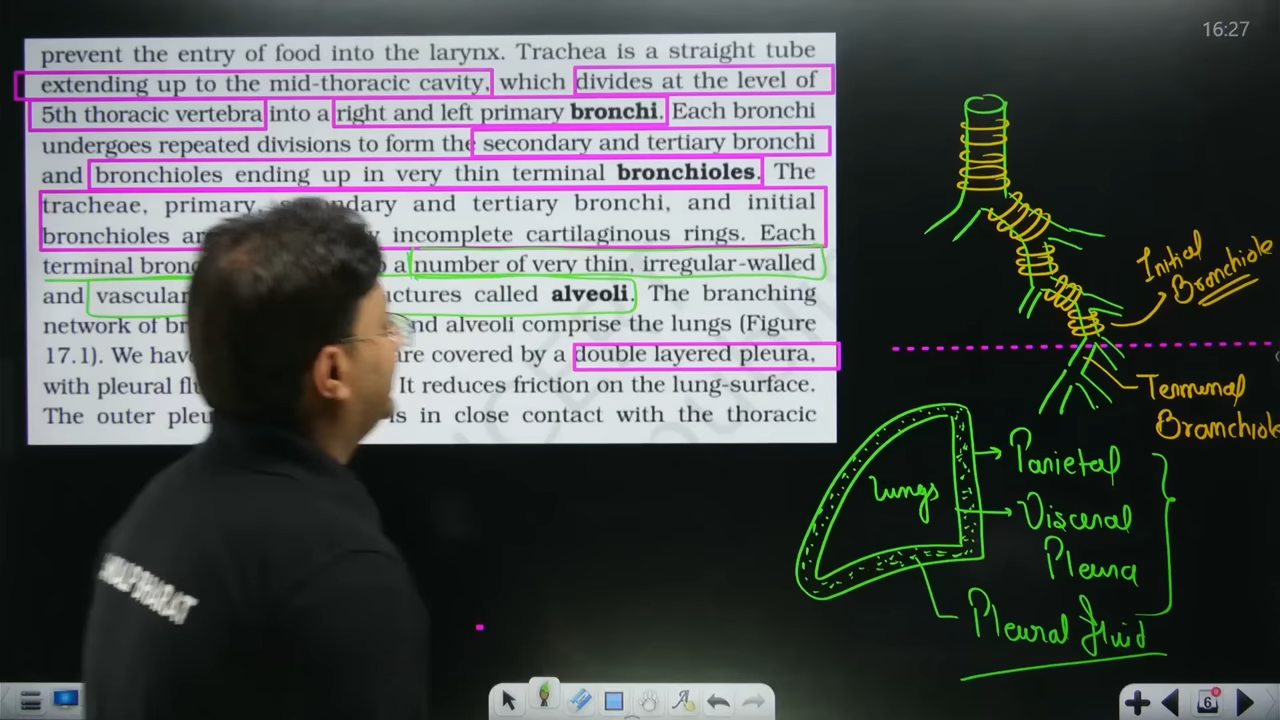 16:27
prevent the entry of food into the larynx. Trachea is a straight tube
extending up to the mid-thoracic cavity, which divides at the level of
5th thoracic vertebra into a right and left primary bronchi. Each bronchi
undergoes repeated divisions to form the secondary and tertiary bronchi
and bronchioles ending up in very thin terminal bronchioles. The
tracheae, primary, secondary and tertiary bronchi, and initial
bronchioles incomplete cartilaginous rings. Each
terminal a number of very thin, irregular-walled
and vascular called alveoli. The branching
network of and alveoli comprise the lungs (Figure
17.1). We have are covered by a double layered pleura,
with pleural It reduces friction on the lung-surface.
The outer is in close contact with the thoracic
Initial
Bronchiole
Terminal
Bronchiole
Lungs
Parietal
Visceral
Pleura
Pleural fluid
6